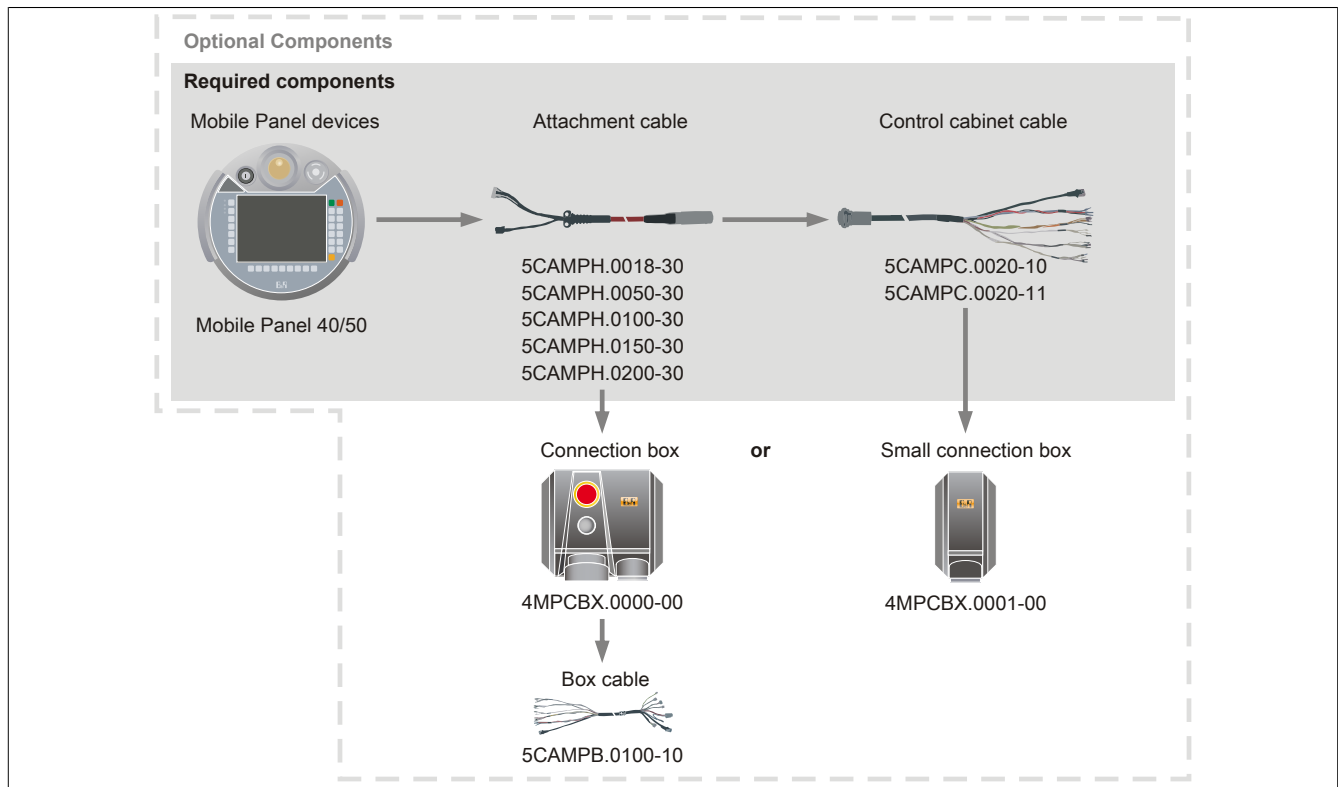 Optional Components
Required components
Mobile Panel devices
Attachment cable
Control cabinet cable
Mobile Panel 40/50
5CAMPH.0018-30
5CAMPH.0050-30
5CAMPH.0100-30
5CAMPH.0150-30
5CAMPH.0200-30
5CAMPC.0020-10
5CAMPC.0020-11
Connection box
or
Small connection box
4MPCBX.0000-00
4MPCBX.0001-00
Box cable
5CAMPB.0100-10